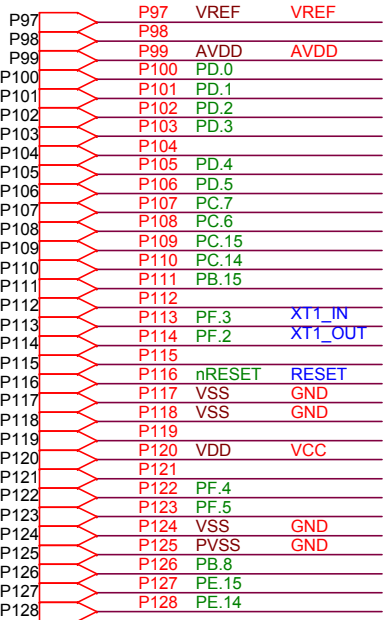 P97 P97 VREF VREF
P98 P98
P99 P99 AVDD AVDD
P100 P100 PD.0
P101 P101 PD.1
P102 P102 PD.2
P103 P103 PD.3
P104 P104
P105 P105 PD.4
P106 P106 PD.5
P107 P107 PC.7
P108 P108 PC.6
P109 P109 PC.15
P110 P110 PC.14
P111 P111 PB.15
P112 P112
P113 P113 PF.3 XT1_IN
P114 P114 PF.2 XT1_OUT
P115 P115
P116 P116 nRESET RESET
P117 P117 VSS GND
P118 P118 VSS GND
P119 P119
P120 P120 VDD VCC
P121 P121
P122 P122 PF.4
P123 P123 PF.5
P124 P124 VSS GND
P125 P125 PVSS GND
P126 P126 PB.8
P127 P127 PE.15
P128 P128 PE.14